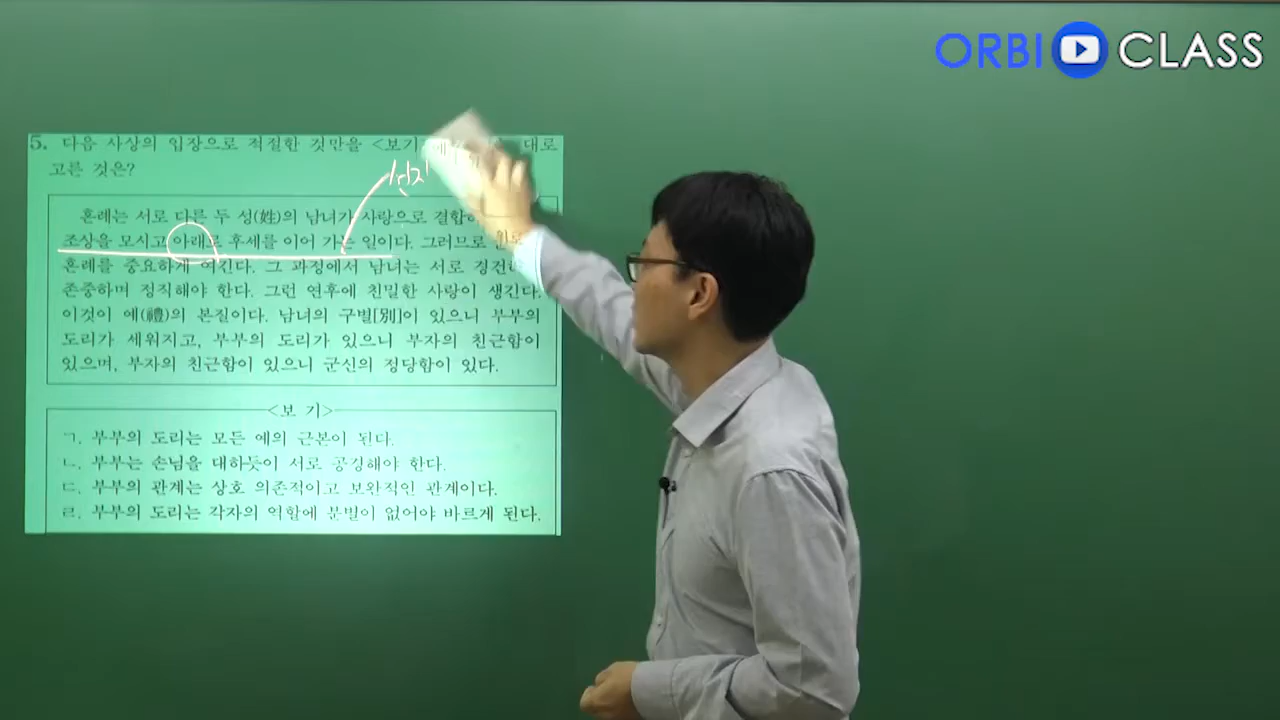 ORBI CLASS
5. 다음 사상의 입장으로 적절한 것만을 <보기 대로
고른 것은?
선지
혼례는 서로 다른 두 성(姓)의 남녀가 사랑으로 결합
조상을 모시고 아래로 후세를 이어 가는 일이다. 그러므로
혼례를 중요하게 여긴다. 그 과정에서 남녀는 서로 경건
존중하며 정직해야 한다. 그런 연후에 친밀한 사랑이 생긴다.
이것이 예(禮)의 본질이다. 남녀의 구별[別]이 있으니 부부의
도리가 세워지고, 부부의 도리가 있으니 부자의 친근함이
있으며, 부자의 친근함이 있으니 군신의 정당함이 있다.
<보 기>
ㄱ. 부부의 도리는 모든 예의 근본이 된다.
ㄴ. 부부는 손님을 대하듯이 서로 공경해야 한다.
ㄷ. 부부의 관계는 상호 의존적이고 보완적인 관계이다.
ㄹ. 부부의 도리는 각자의 역할에 분별이 없어야 바르게 된다.